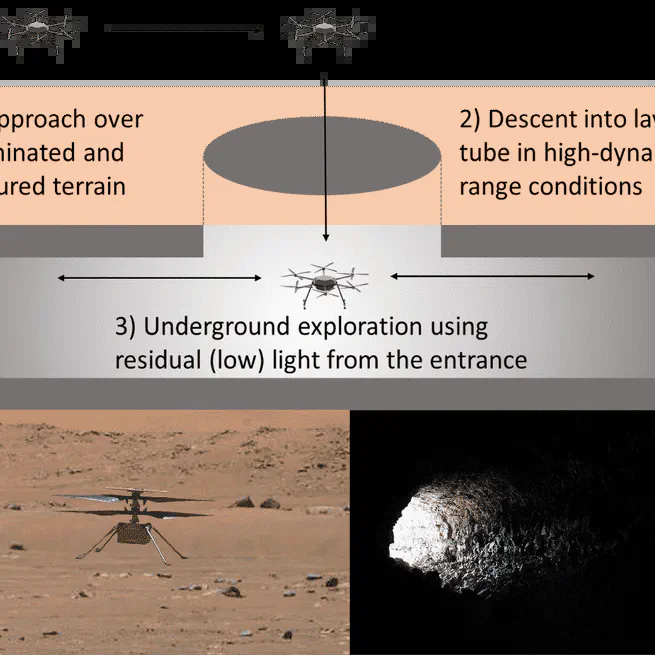 pproach over
minated and
ured terrain
2) Descent into lav
tube in high-dyna
range conditions
3) Underground exploration using
residual (low) light from the entrance